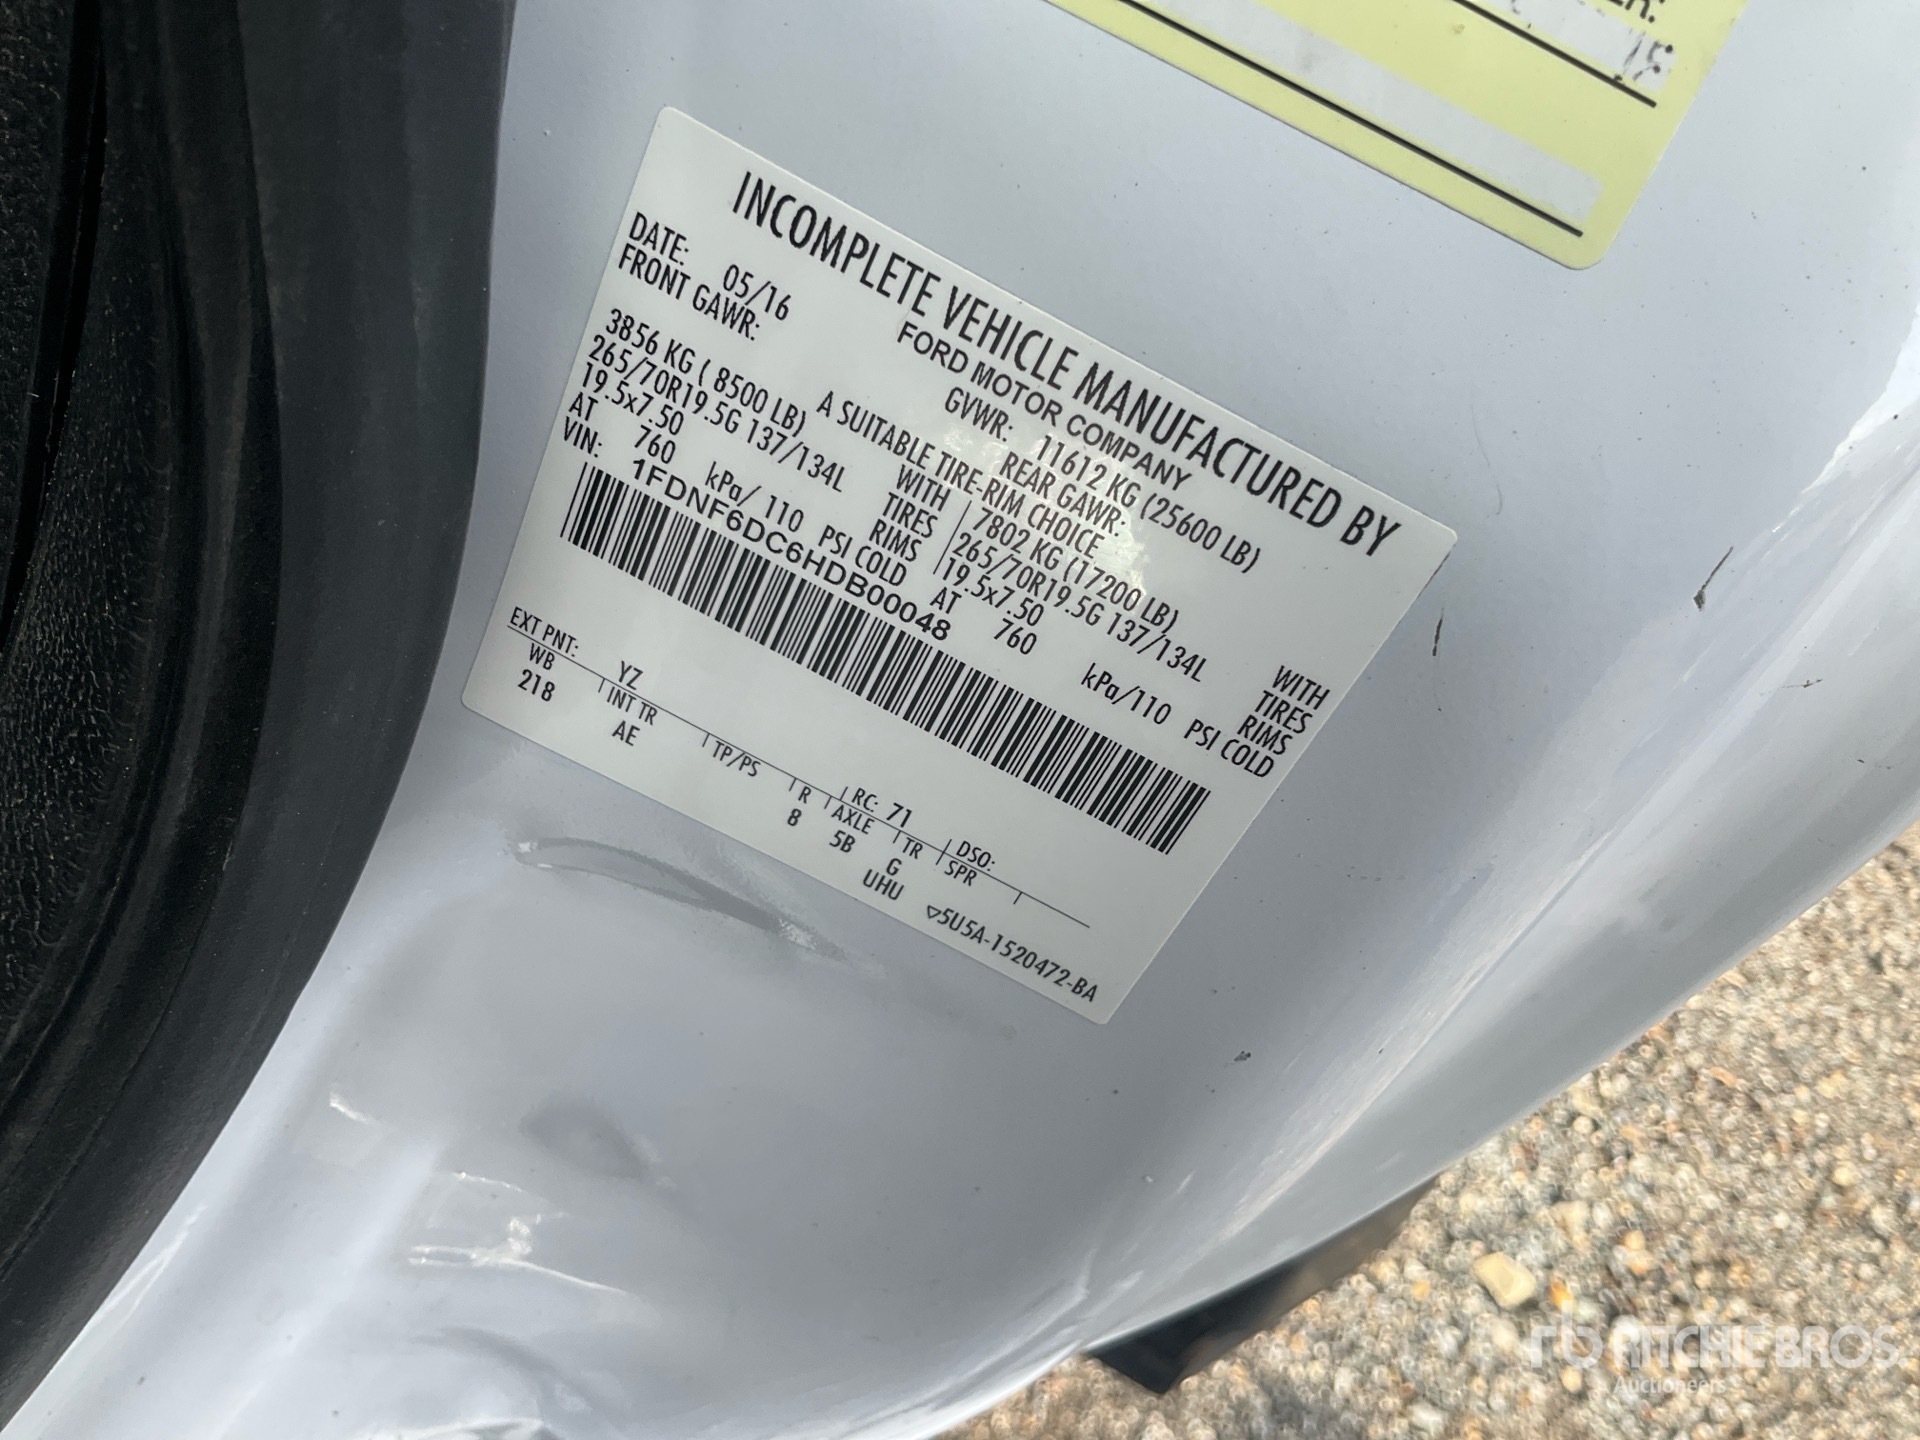 15
INCOMPLETE VEHICLE MANUFACTURED BY
FORD MOTOR COMPANY
DATE: 05/16 GVWR: 11612 KG (25600 LB)
FRONT GAWR: REAR GAWR:
A SUITABLE TIRE-RIM CHOICE
3856 KG ( 8500 LB) WITH 7802 KG (17200 LB) WITH
265/70R19.5G 137/134L TIRES 265/70R19.5G 137/134L TIRES
19.5x7.50 RIMS 19.5x7.50 RIMS
AT 760 kPa/ 110 PSI COLD AT 760 kPa/110 PSI COLD
VIN: 1FDNF6DC6HDB00048
EXT PNT: YZ RC: 71 DSO:
WB INT TR TP/PS R AXLE TR SPR
218 AE 8 5B G
UHU
▽5U5A-1520472-BA
rb RITCHIE BROS.
Auctioneers